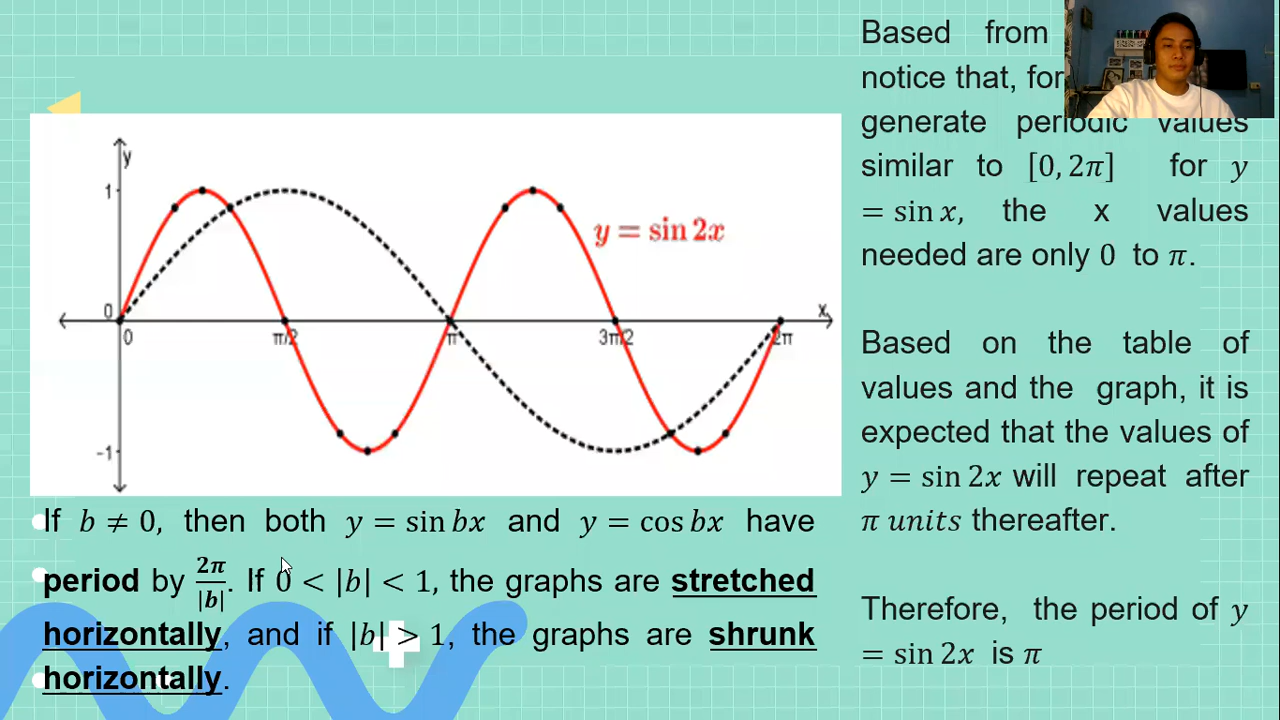 y
1
y = sin 2x
0
x
0
π/2
π
3π/2
2π
-1
If b ≠ 0, then both y = sin bx and y = cos bx have
period by 2π/|b|. If 0 < |b| < 1, the graphs are stretched
horizontally, and if |b| > 1, the graphs are shrunk
horizontally.
Based from
notice that, for
generate periodic values
similar to [0, 2π] for y
= sin x, the x values
needed are only 0 to π.
Based on the table of
values and the graph, it is
expected that the values of
y = sin 2x will repeat after
π units thereafter.
Therefore, the period of y
= sin 2x is π